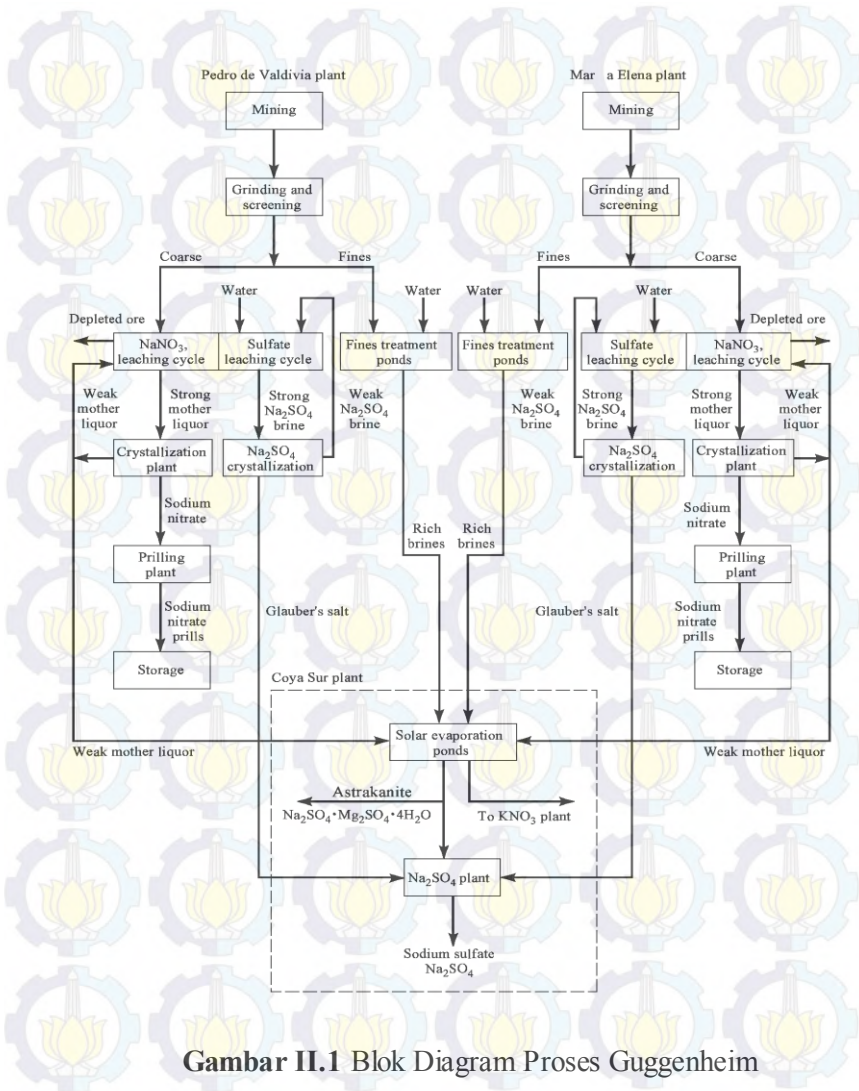 Pedro de Valdívia plant
Mar a Elena plant
Mining
Mining
Grinding and
screening
Grinding and
screening
Coarse
Fines
Fines
Coarse
Water
Water
Water
Water
Depleted ore
Depleted ore
NaNO3,
leaching cycle
Sulfate
leaching cycle
Fines treatment
ponds
Fines treatment
ponds
Sulfate
leaching cycle
NaNO3,
leaching cycle
Weak
mother
liquor
Strong
mother
liquor
Strong
Na2SO4
brine
Weak
Na2SO4
brine
Weak
Na2SO4
brine
Strong
Na2SO4
brine
Strong
mother
liquor
Weak
mother
liquor
Crystallization
plant
Na2SO4
crystallization
Na2SO4
crystallization
Crystallization
plant
Sodium
nitrate
Sodium
nitrate
Rich
brines
Rich
brines
Prilling
plant
Prilling
plant
Sodium
nitrate
prills
Glauber's salt
Glauber's salt
Sodium
nitrate
prills
Storage
Storage
Coya Sur plant
Solar evaporation
ponds
Weak mother liquor
Weak mother liquor
Astrakanite
Na2SO4·Mg2SO4·4H2O
To KNO3 plant
Na2SO4 plant
Sodium sulfate
Na2SO4
Gambar II.1 Blok Diagram Proses Guggenheim